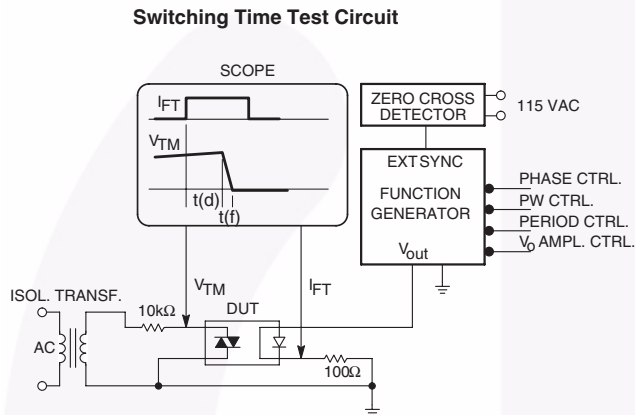 Switching Time Test Circuit
SCOPE
IFT
VTM
t(d)
t(f)
ZERO CROSS
DETECTOR
115 VAC
EXT SYNC
FUNCTION
GENERATOR
Vout
PHASE CTRL.
PW CTRL.
PERIOD CTRL.
Vo AMPL. CTRL.
ISOL. TRANSF.
AC
10kΩ
VTM
DUT
IFT
100Ω